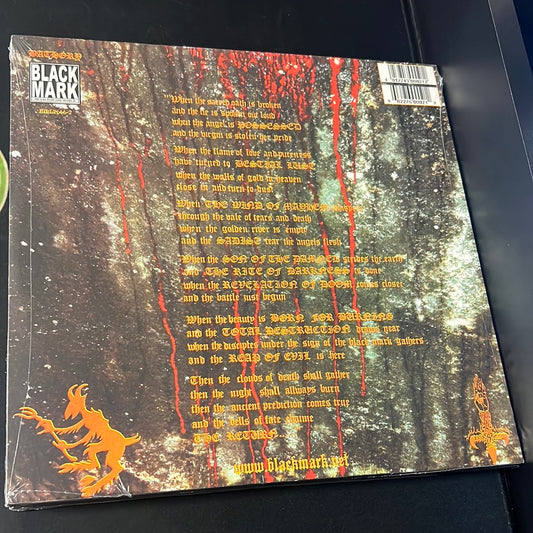 BATHORY
BLACK
MARK
"When the sacred oath is broken
and the lie is spoken out loud
when the angel is POSSESSED
and the virgin is stolen her pride
When the flame of love and pureness
have turned to BESTIAL LUST
when the walls of gold in heaven
close in and turn to dust
When THE WIND OF MAYHEM
through the vale of tears and death
when the golden river is empty
and the SADISE tear the angels flesh
When the SON OF THE DAMNED strides the earth
and THE RITE OF DARKNESS is done
when the REVELATION OF DOOM comes closer
and the battle just begun
When the beauty is BORN FOR BURNING
and the TOTAL DESTRUCTION draws near
when the disciples under the sign of the black mark gathers
and the REAP OF EVIL is here
Then the clouds of death shall gather
then the night shall allways burn
then the ancient prediction comes true
and the bells of fate chaime
THE RETURN...
www.blackmark.net